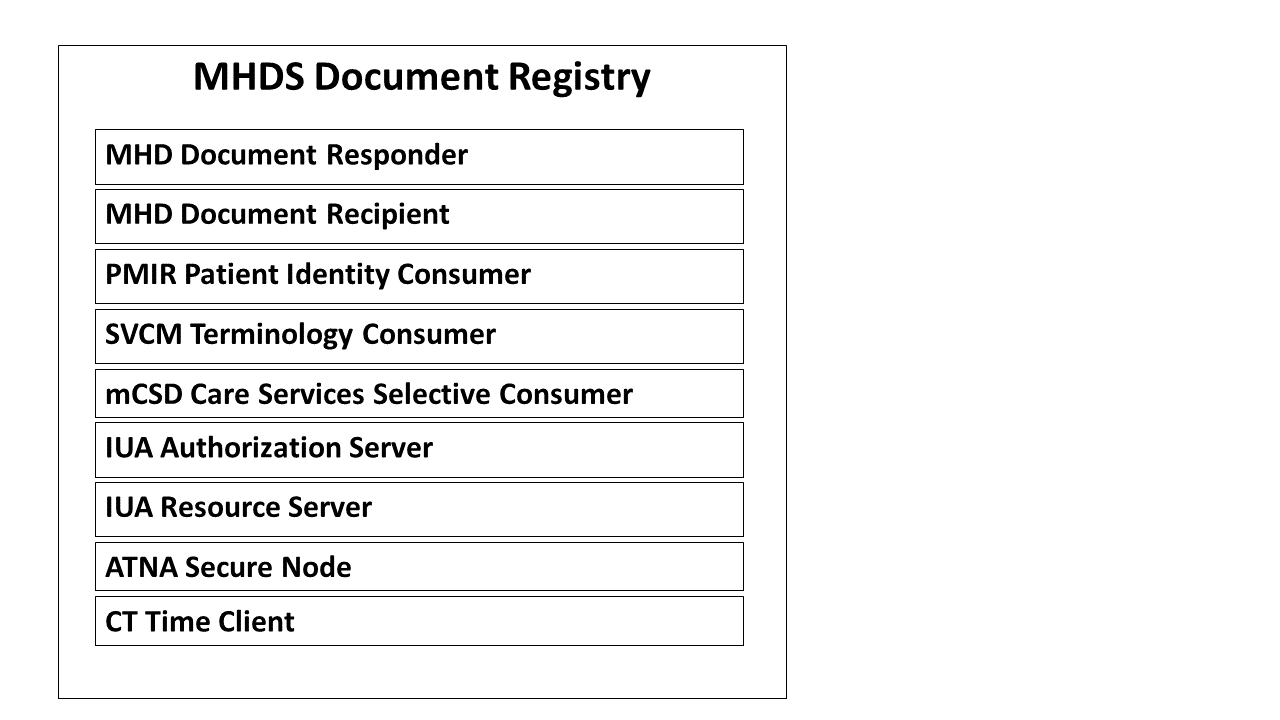 MHDS Document Registry
MHD Document Responder
MHD Document Recipient
PMIR Patient Identity Consumer
SVCM Terminology Consumer
mCSD Care Services Selective Consumer
IUA Authorization Server
IUA Resource Server
ATNA Secure Node
CT Time Client